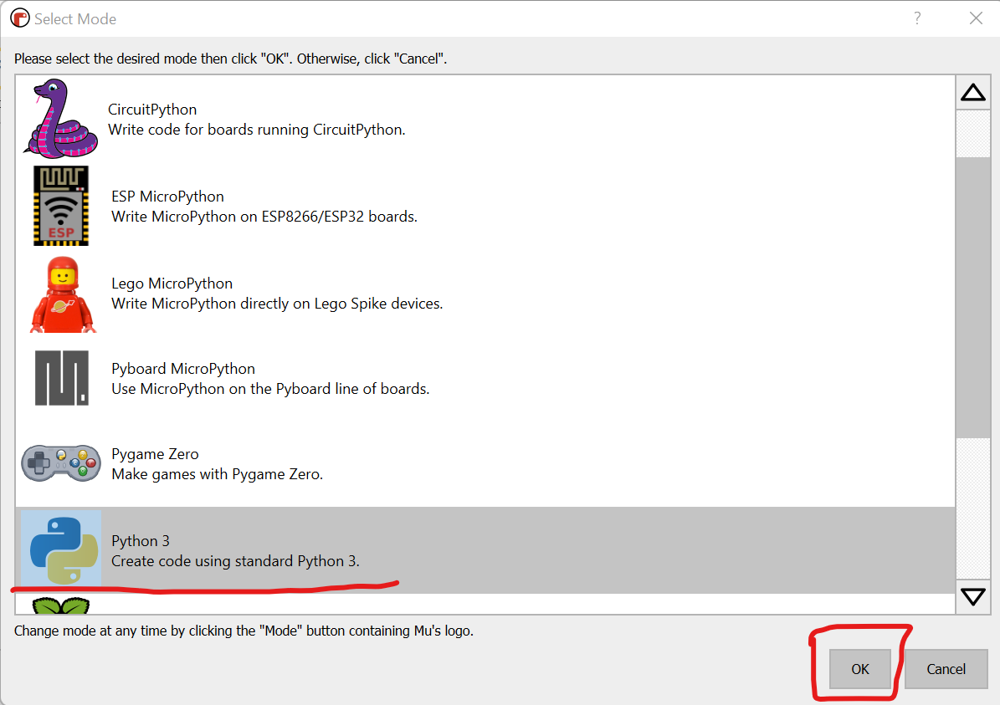 Select Mode
Please select the desired mode then click "OK". Otherwise, click "Cancel".
CircuitPython
Write code for boards running CircuitPython.
ESP MicroPython
Write MicroPython on ESP8266/ESP32 boards.
ESP
Lego MicroPython
Write MicroPython directly on Lego Spike devices.
Pyboard MicroPython
Use MicroPython on the Pyboard line of boards.
Pygame Zero
Make games with Pygame Zero.
Python 3
Create code using standard Python 3.
Change mode at any time by clicking the "Mode" button containing Mu's logo.
OK
Cancel